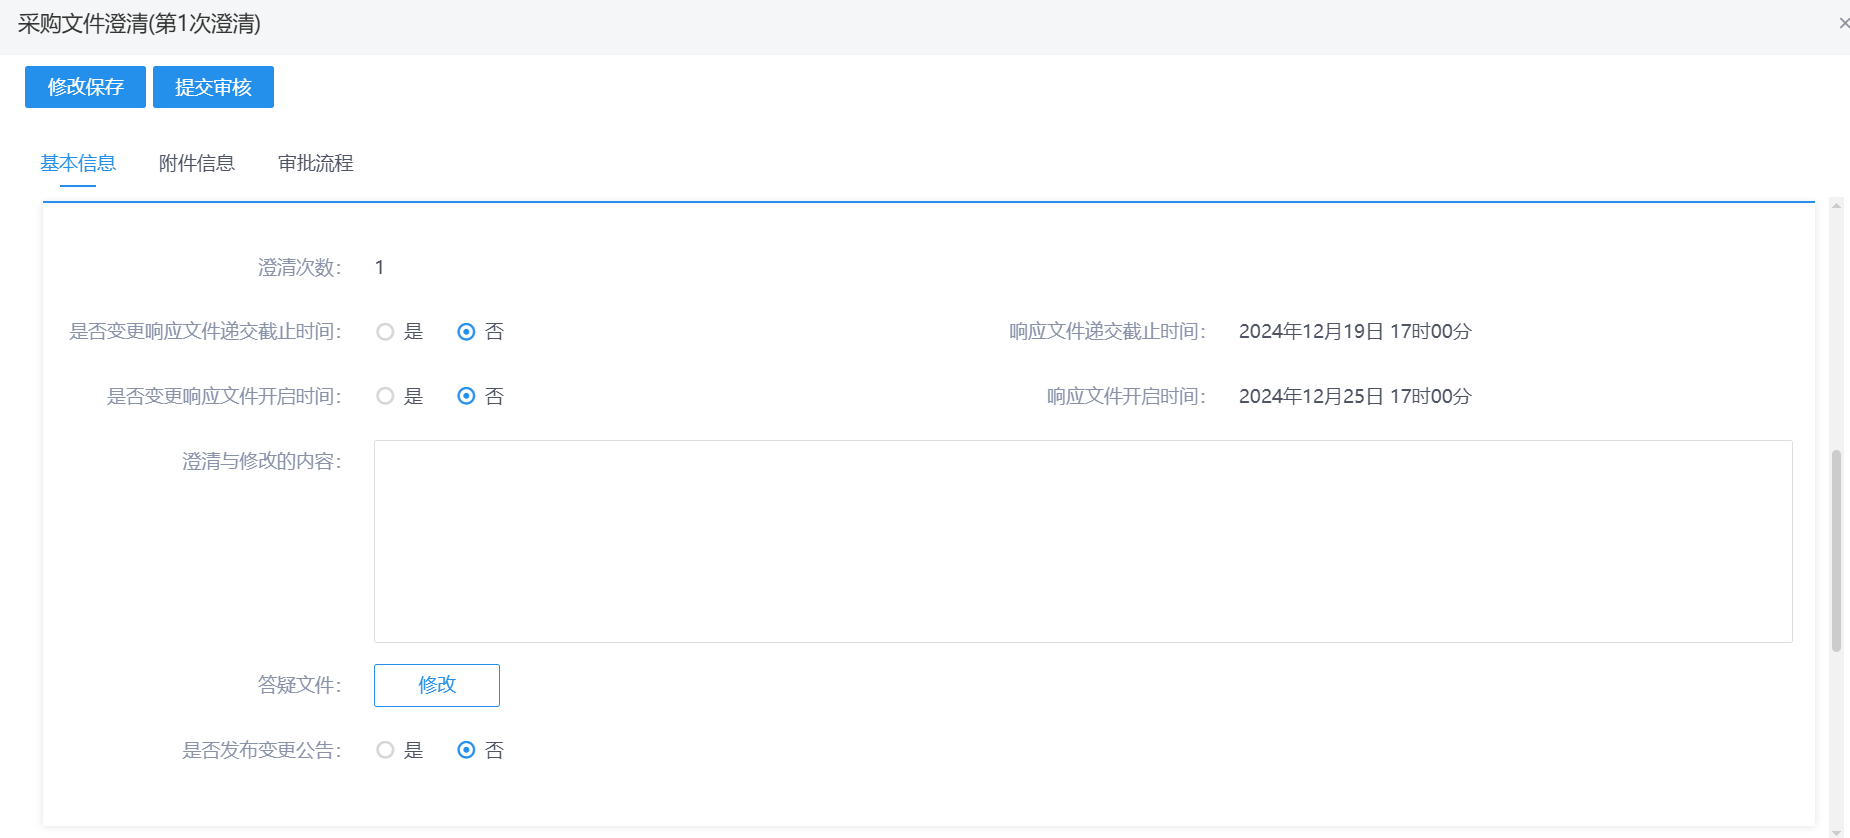 采购文件澄清(第1次澄清)
修改保存 提交审核
基本信息 附件信息 审批流程
澄清次数： 1
是否变更响应文件递交截止时间： 是 否 响应文件递交截止时间： 2024年12月19日 17时00分
是否变更响应文件开启时间： 是 否 响应文件开启时间： 2024年12月25日 17时00分
澄清与修改的内容：
答疑文件： 修改
是否发布变更公告： 是 否